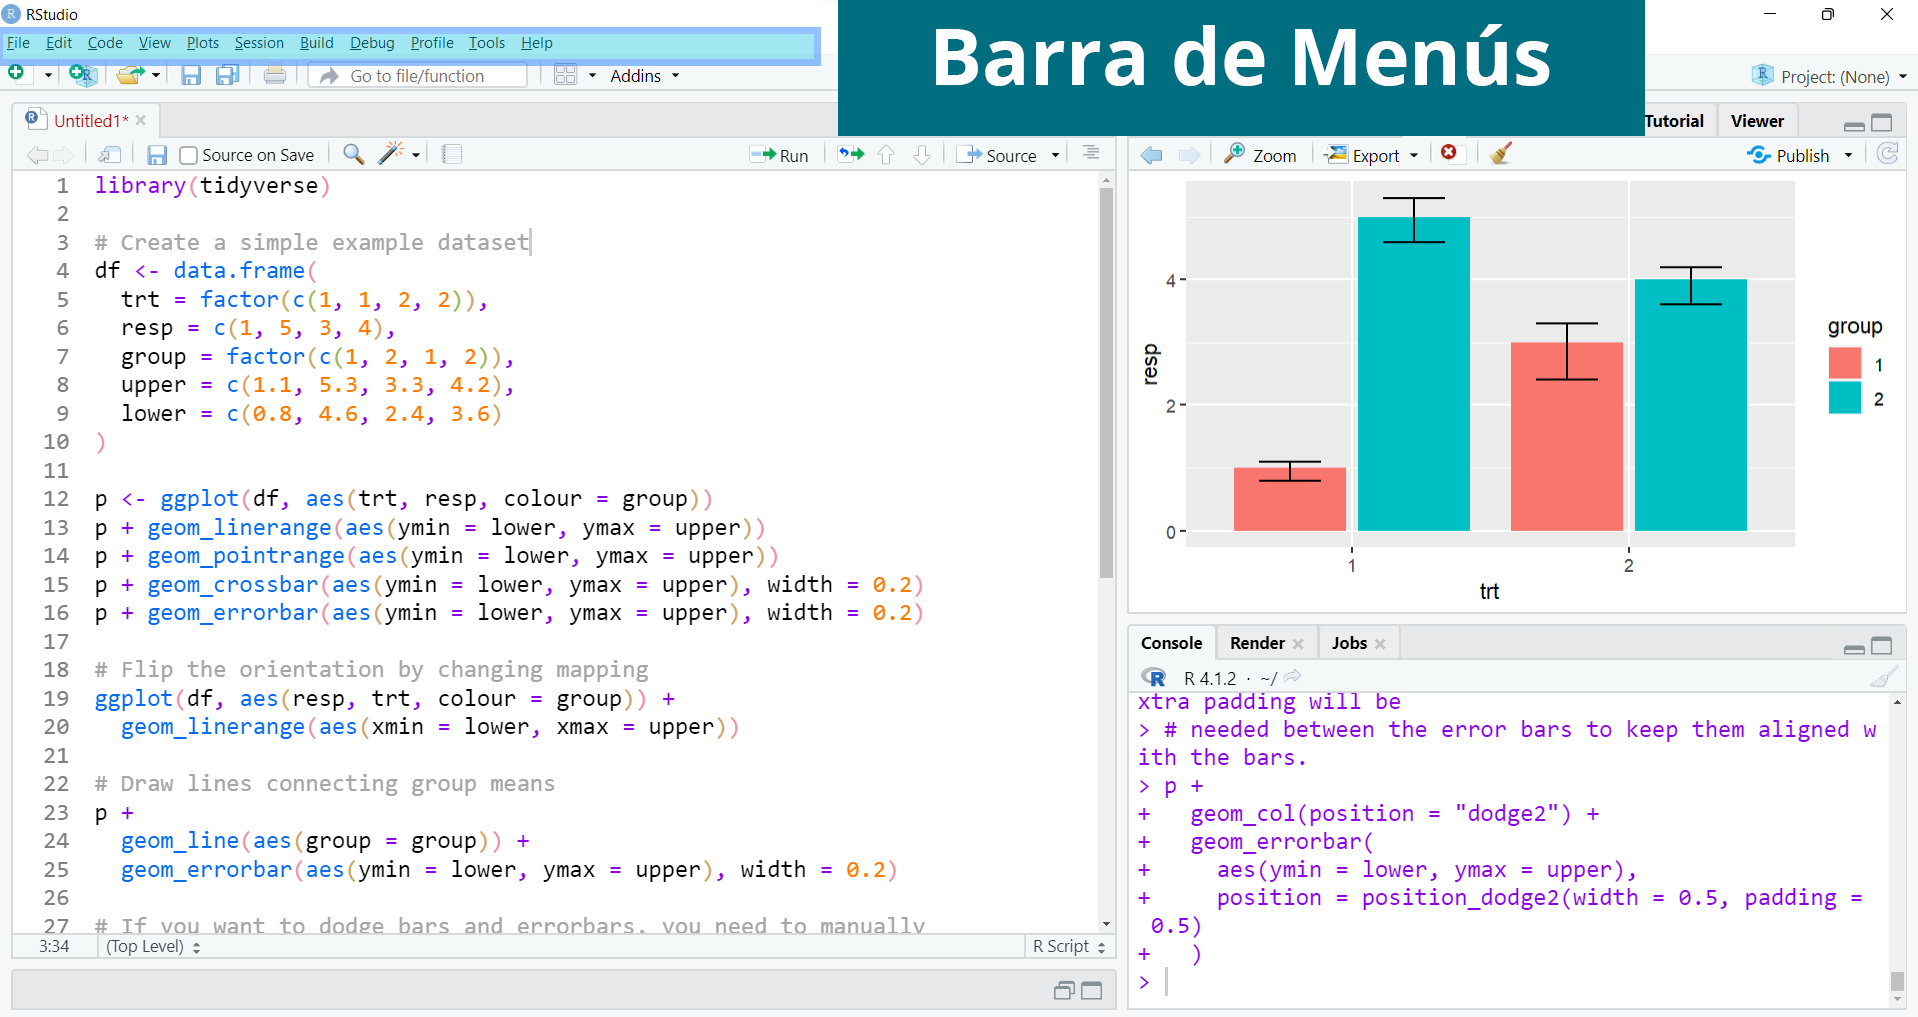 RStudio
File Edit Code View Plots Session Build Debug Profile Tools Help
Barra de Menús
Go to file/function Addins
Project: (None)
Untitled1*
Source on Save Run Source
1 library(tidyverse)
2
3 # Create a simple example dataset
4 df <- data.frame(
5 trt = factor(c(1, 1, 2, 2)),
6 resp = c(1, 5, 3, 4),
7 group = factor(c(1, 2, 1, 2)),
8 upper = c(1.1, 5.3, 3.3, 4.2),
9 lower = c(0.8, 4.6, 2.4, 3.6)
10 )
11
12 p <- ggplot(df, aes(trt, resp, colour = group))
13 p + geom_linerange(aes(ymin = lower, ymax = upper))
14 p + geom_pointrange(aes(ymin = lower, ymax = upper))
15 p + geom_crossbar(aes(ymin = lower, ymax = upper), width = 0.2)
16 p + geom_errorbar(aes(ymin = lower, ymax = upper), width = 0.2)
17
18 # Flip the orientation by changing mapping
19 ggplot(df, aes(resp, trt, colour = group)) +
20 geom_linerange(aes(xmin = lower, xmax = upper))
21
22 # Draw lines connecting group means
23 p +
24 geom_line(aes(group = group)) +
25 geom_errorbar(aes(ymin = lower, ymax = upper), width = 0.2)
26
27 # If you want to dodge bars and errorbars, you need to manually
3:34 (Top Level) R Script
Tutorial Viewer
Zoom Export Publish
resp
4
2
0
1 2
trt
group
1
2
Console Render Jobs
R R 4.1.2 · ~/
xtra padding will be
> # needed between the error bars to keep them aligned w
ith the bars.
> p +
+ geom_col(position = "dodge2") +
+ geom_errorbar(
+ aes(ymin = lower, ymax = upper),
+ position = position_dodge2(width = 0.5, padding =
0.5)
+ )
>